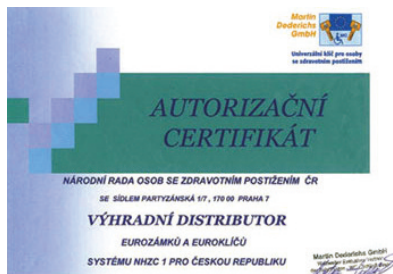 Martin
Dederichs
GmbH
Univerzální klíč pro osoby
se zdravotním postižením
AUTORIZAČNÍ
CERTIFIKÁT
NÁRODNÍ RADA OSOB SE ZDRAVOTNÍM POSTIŽENÍM ČR
SE SÍDLEM PARTYZÁNSKÁ 1/7, 170 00 PRAHA 7
VÝHRADNÍ DISTRIBUTOR
EUROZÁMKŮ A EUROKLÍČŮ
SYSTÉMU NHZC 1 PRO ČESKOU REPUBLIKU
Martin Dederichs GmbH